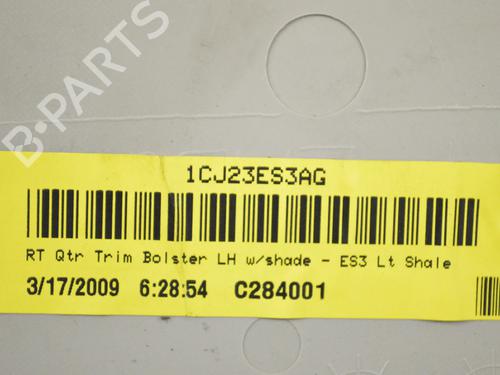 B-PARTS
1CJ23ES3AG
RT Qtr Trim Bolster LH w/shade - ES3 Lt Shale
3/17/2009 6:28:54 C284001